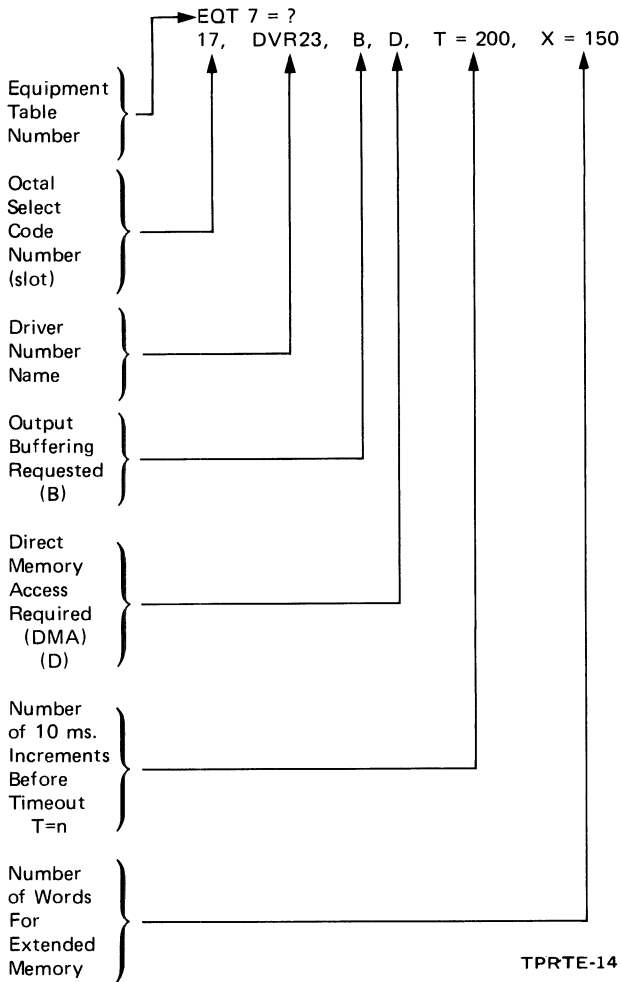 EQT 7 = ?
17, DVR23, B, D, T = 200, X = 150
Equipment
Table
Number
Octal
Select
Code
Number
(slot)
Driver
Number
Name
Output
Buffering
Requested
(B)
Direct
Memory
Access
Required
(DMA)
(D)
Number
of 10 ms.
Increments
Before
Timeout
T=n
Number
of Words
For
Extended
Memory
TPRTE-14